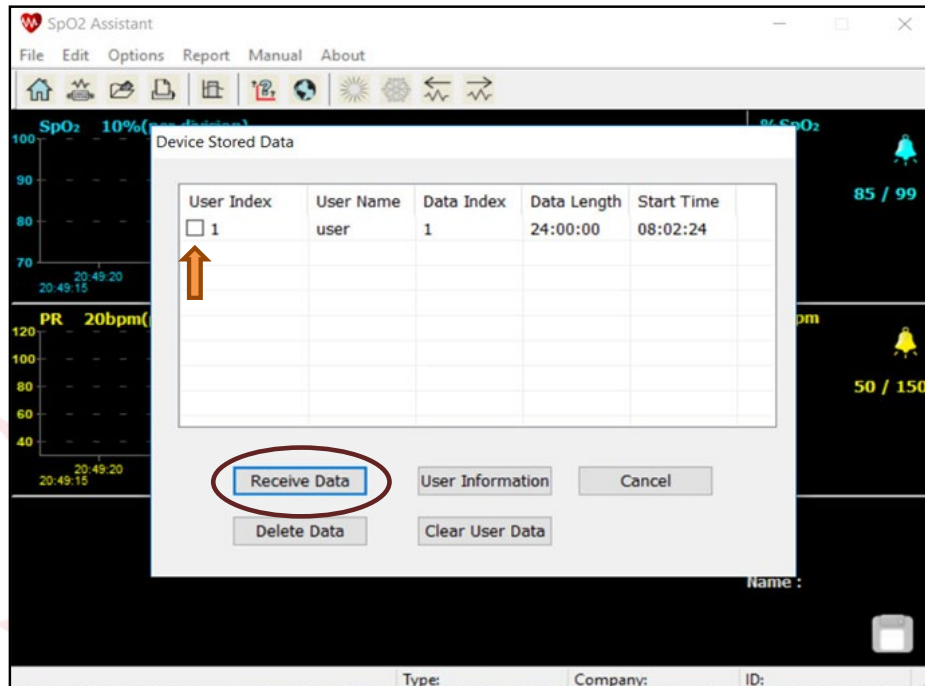 SpO2 Assistant
File Edit Options Report Manual About
SpO₂ 10%(per division)
% SpO₂
100
90
80
70
20:49:20
20:49:15
85 / 99
Device Stored Data
User Index User Name Data Index Data Length Start Time
1 user 1 24:00:00 08:02:24
PR 20bpm(
pm
120
100
80
60
40
20:49:20
20:49:15
50 / 150
Receive Data User Information Cancel
Delete Data Clear User Data
Name :
Type: Company: ID: